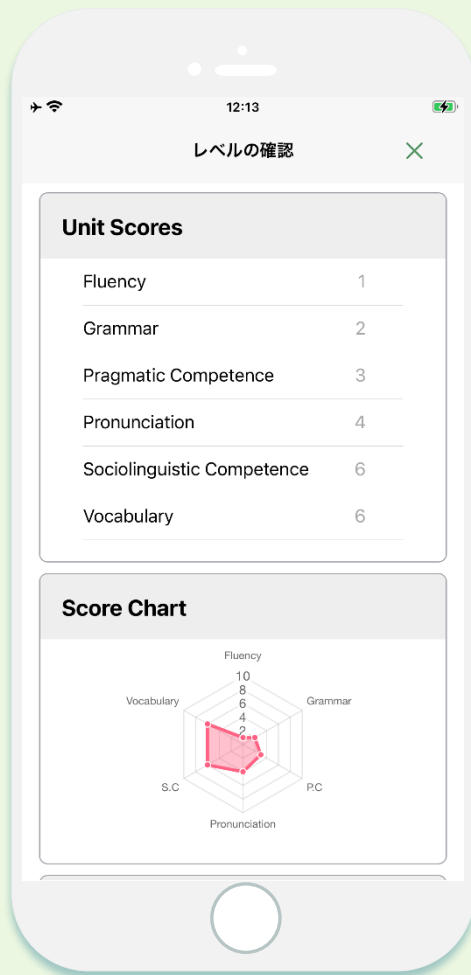 12:13
レベルの確認
Unit Scores
Fluency 1
Grammar 2
Pragmatic Competence 3
Pronunciation 4
Sociolinguistic Competence 6
Vocabulary 6
Score Chart
Fluency
10
8
6
4
2
Vocabulary
Grammar
S.C
P.C
Pronunciation